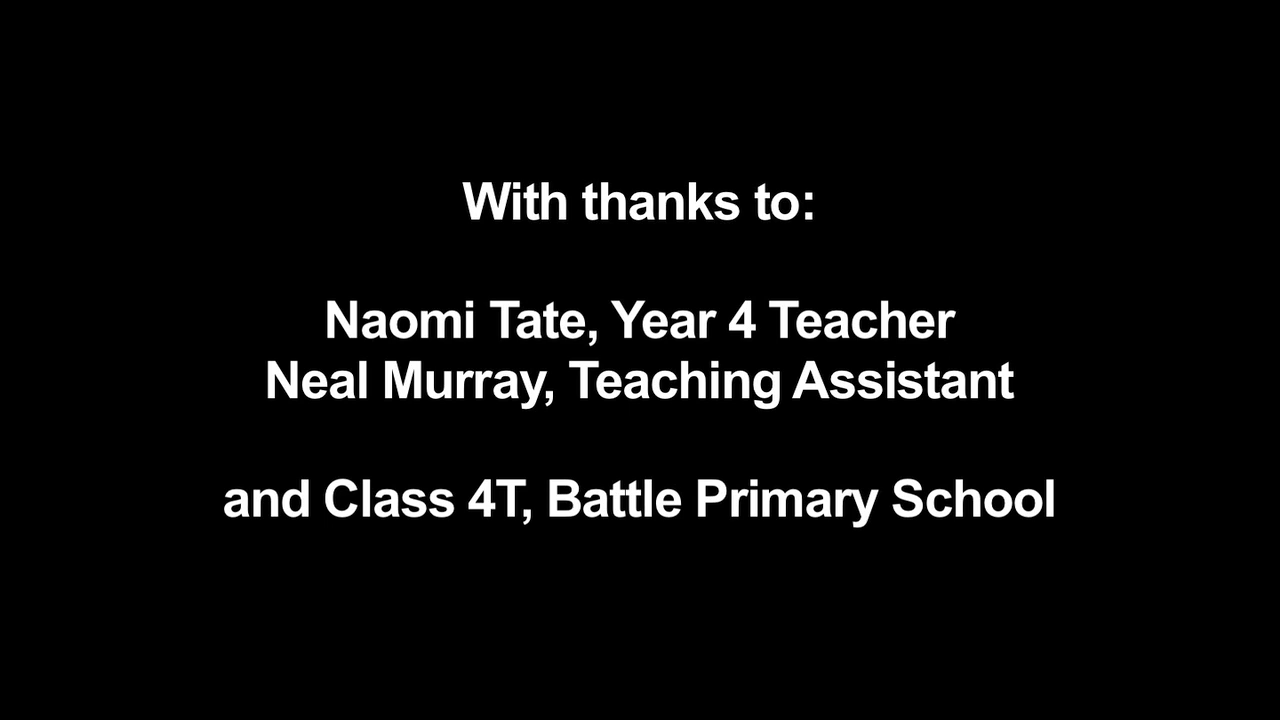 With thanks to:
Naomi Tate, Year 4 Teacher
Neal Murray, Teaching Assistant
and Class 4T, Battle Primary School